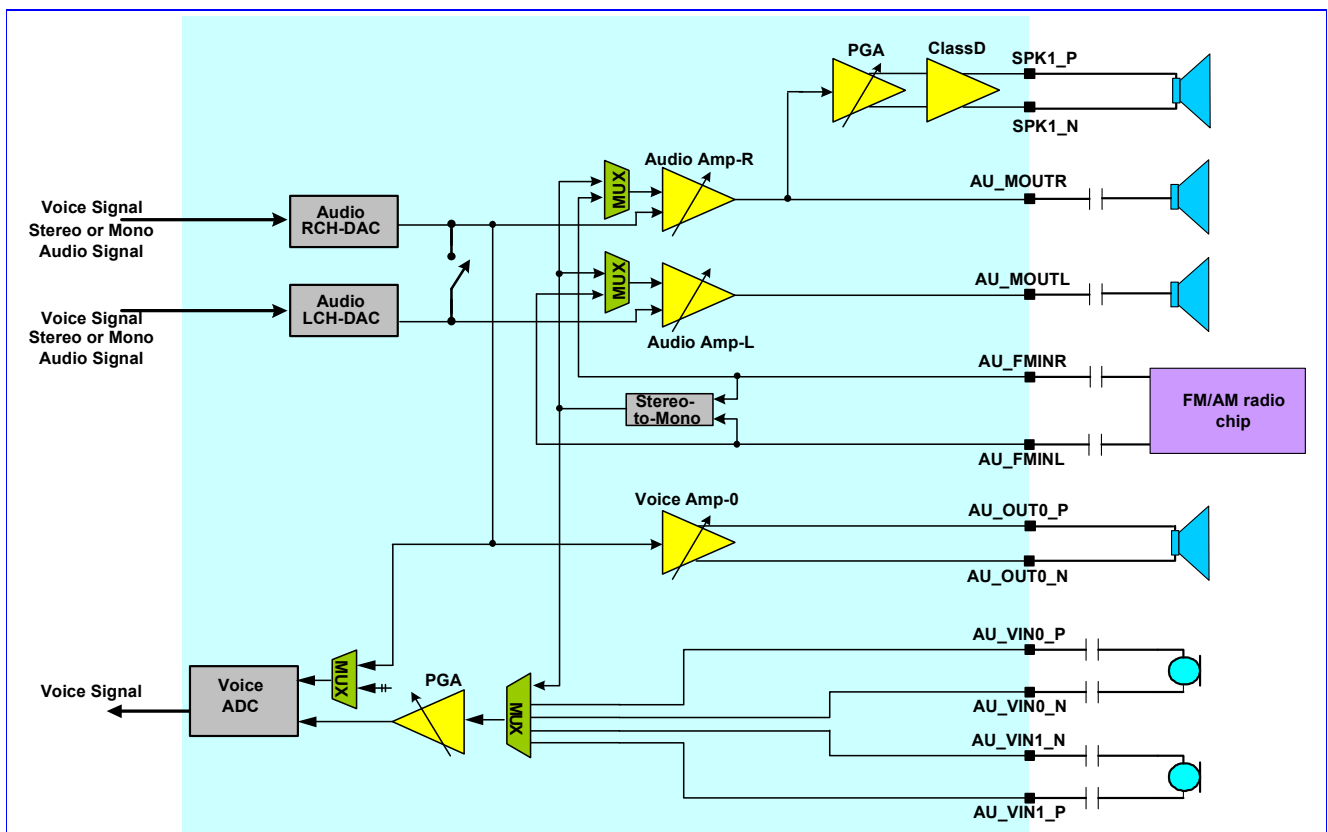 PGA
ClassD
SPK1_P
SPK1_N
Audio Amp-R
MUX
AU_MOUTR
Voice Signal
Stereo or Mono
Audio Signal
Audio
RCH-DAC
MUX
AU_MOUTL
Voice Signal
Stereo or Mono
Audio Signal
Audio
LCH-DAC
Audio Amp-L
AU_FMINR
Stereo-
to-Mono
FM/AM radio
chip
AU_FMINL
Voice Amp-0
AU_OUT0_P
AU_OUT0_N
AU_VIN0_P
Voice Signal
Voice
ADC
MUX
PGA
MUX
AU_VIN0_N
AU_VIN1_N
AU_VIN1_P